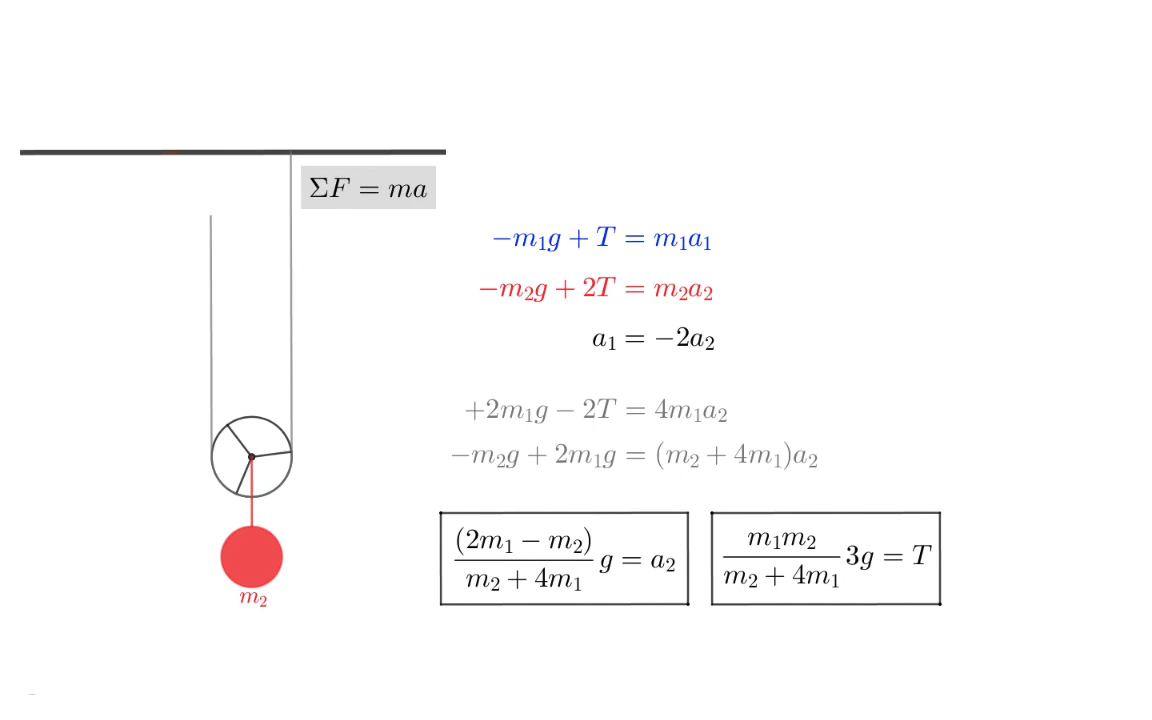 ΣF = ma
−m₁g + T = m₁a₁
−m₂g + 2T = m₂a₂
a₁ = −2a₂
+2m₁g − 2T = 4m₁a₂
−m₂g + 2m₁g = (m₂ + 4m₁)a₂
(2m₁ − m₂)/(m₂ + 4m₁) g = a₂
m₁m₂/(m₂ + 4m₁) 3g = T
m₂